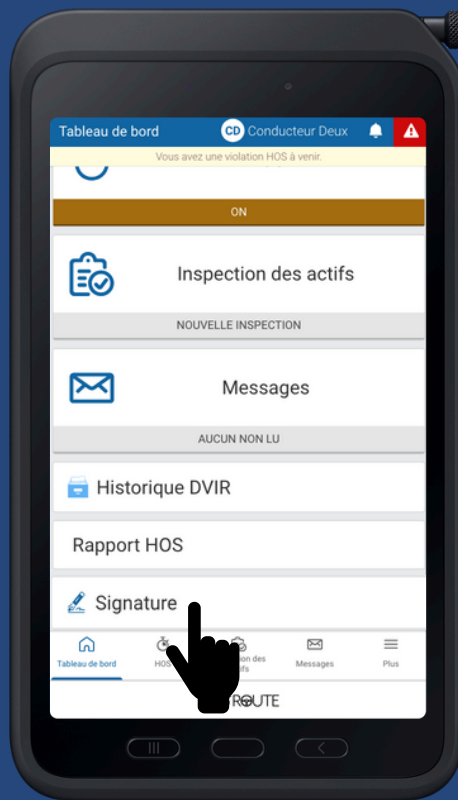 Tableau de bord
CD Conducteur Deux
Vous avez une violation HOS à venir.
ON
Inspection des actifs
NOUVELLE INSPECTION
Messages
AUCUN NON LU
Historique DVIR
Rapport HOS
Signature
Tableau de bord
HOS
Messages
Plus
ROUTE